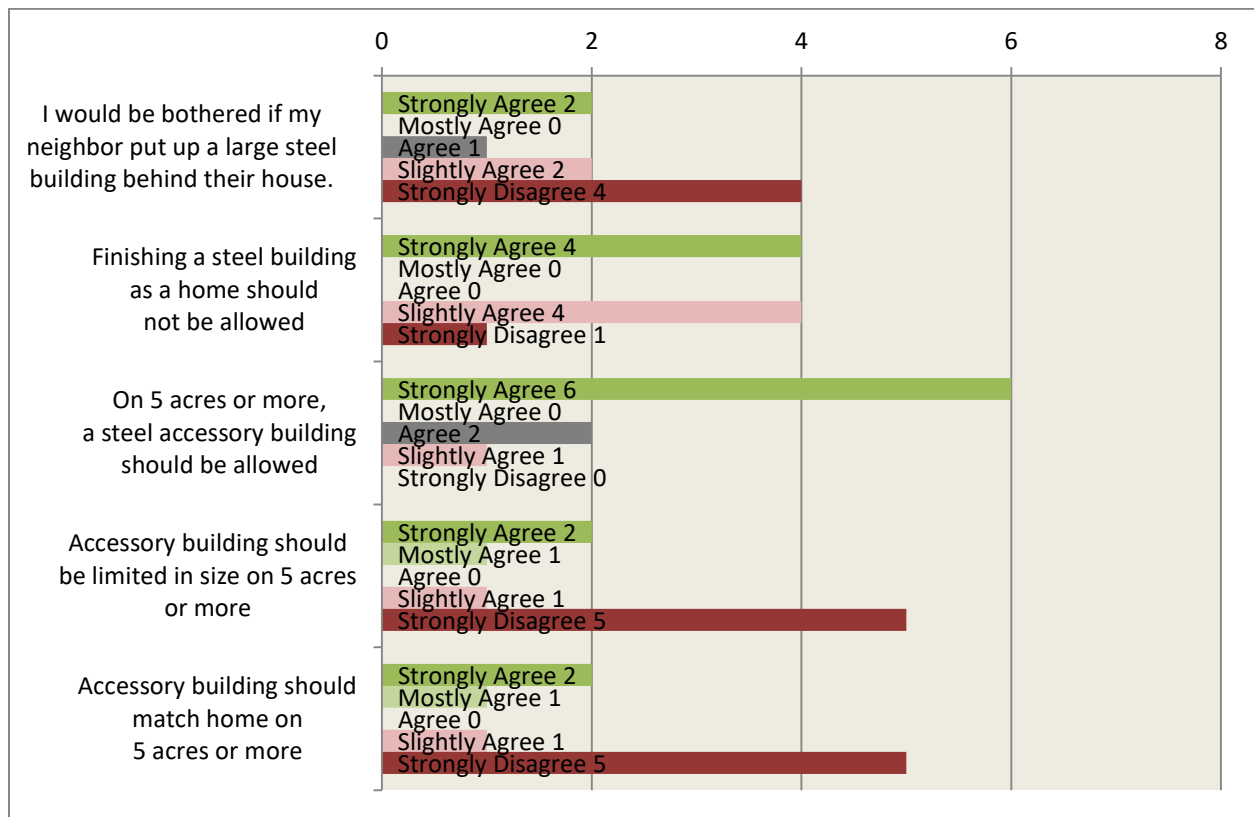 0 2 4 6 8
I would be bothered if my
neighbor put up a large steel
building behind their house.
Strongly Agree 2
Mostly Agree 0
Agree 1
Slightly Agree 2
Strongly Disagree 4
Finishing a steel building
as a home should
not be allowed
Strongly Agree 4
Mostly Agree 0
Agree 0
Slightly Agree 4
Strongly Disagree 1
On 5 acres or more,
a steel accessory building
should be allowed
Strongly Agree 6
Mostly Agree 0
Agree 2
Slightly Agree 1
Strongly Disagree 0
Accessory building should
be limited in size on 5 acres
or more
Strongly Agree 2
Mostly Agree 1
Agree 0
Slightly Agree 1
Strongly Disagree 5
Accessory building should
match home on
5 acres or more
Strongly Agree 2
Mostly Agree 1
Agree 0
Slightly Agree 1
Strongly Disagree 5